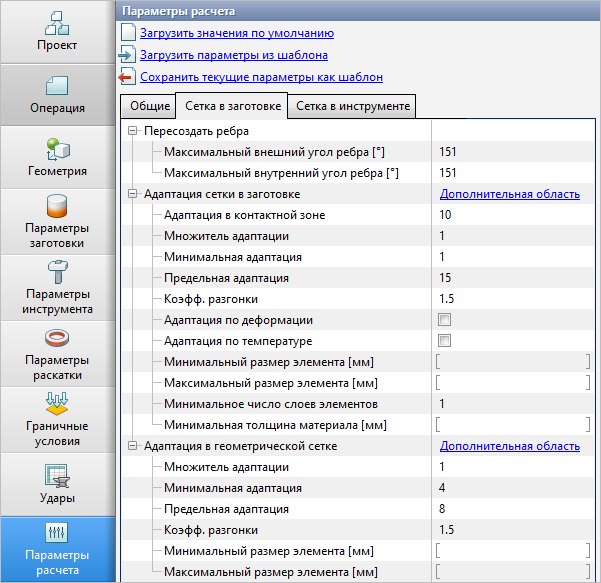 Проект
Операция
Геометрия
Параметры
заготовки
Параметры
инструмента
Параметры
раскатки
Граничные
условия
Удары
Параметры
расчета
Параметры расчета
Загрузить значения по умолчанию
Загрузить параметры из шаблона
Сохранить текущие параметры как шаблон
Общие Сетка в заготовке Сетка в инструменте
Пересоздать ребра
Максимальный внешний угол ребра [°] 151
Максимальный внутренний угол ребра [°] 151
Адаптация сетки в заготовке Дополнительная область
Адаптация в контактной зоне 10
Множитель адаптации 1
Минимальная адаптация 1
Предельная адаптация 15
Коэфф. разгонки 1.5
Адаптация по деформации
Адаптация по температуре
Минимальный размер элемента [мм] [ ]
Максимальный размер элемента [мм] [ ]
Минимальное число слоев элементов 1
Минимальная толщина материала [мм] [ ]
Адаптация в геометрической сетке Дополнительная область
Множитель адаптации 1
Минимальная адаптация 4
Предельная адаптация 8
Коэфф. разгонки 1.5
Минимальный размер элемента [мм] [ ]
Максимальный размер элемента [мм] [ ]